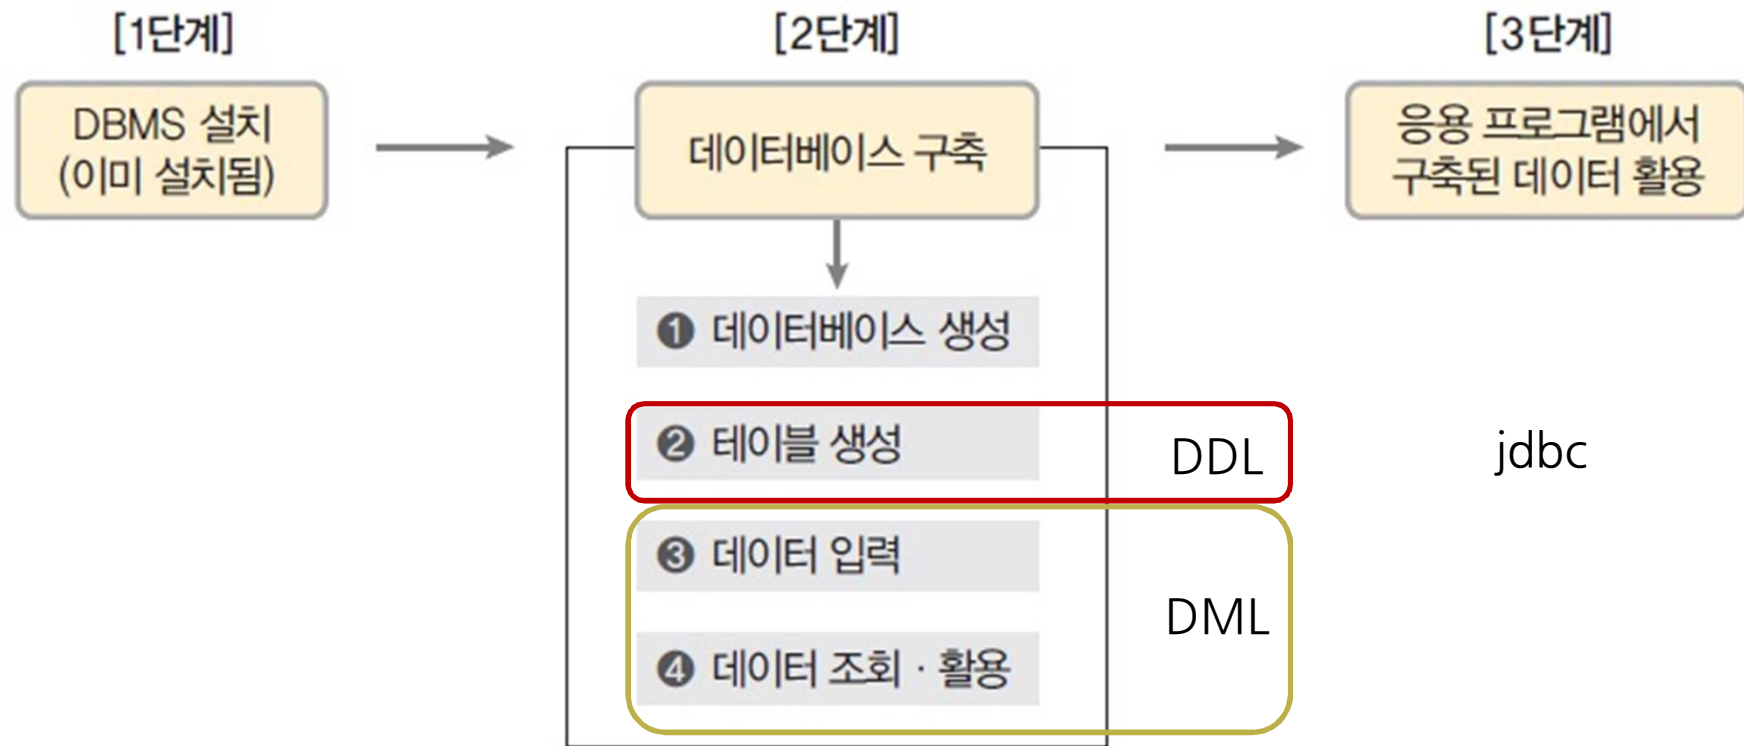 [1단계]
[2단계]
[3단계]
DBMS 설치
(이미 설치됨)
데이터베이스 구축
응용 프로그램에서
구축된 데이터 활용
❶ 데이터베이스 생성
❷ 테이블 생성
DDL
jdbc
❸ 데이터 입력
DML
❹ 데이터 조회 · 활용